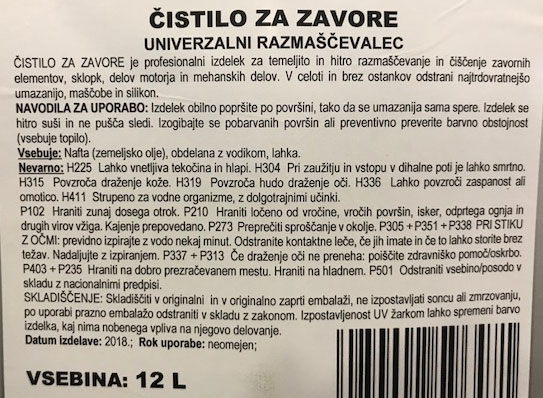 ČISTILO ZA ZAVORE
UNIVERZALNI RAZMAŠČEVALEC
ČISTILO ZA ZAVORE je profesionalni izdelek za temeljito in hitro razmaščevanje in čiščenje zavornih
elementov, sklopk, delov motorja in mehanskih delov. V celoti in brez ostankov odstrani najtrdovratnejšo
umazanijo, maščobe in silikon.
NAVODILA ZA UPORABO: Izdelek obilno popršite po površini, tako da se umazanija sama spere. Izdelek se
hitro suši in ne pušča sledi. Izogibajte se pobarvanih površin ali preventivno preverite barvno obstojnost
(vsebuje topilo).
Vsebuje: Nafta (zemeljsko olje), obdelana z vodikom, lahka.
Nevarno: H225 Lahko vnetljiva tekočina in hlapi. H304 Pri zaužitju in vstopu v dihalne poti je lahko smrtno.
H315 Povzroča draženje kože. H319 Povzroča hudo draženje oči. H336 Lahko povzroči zaspanost ali
omotico. H411 Strupeno za vodne organizme, z dolgotrajnimi učinki.
P102 Hraniti zunaj dosega otrok. P210 Hraniti ločeno od vročine, vročih površin, isker, odprtega ognja in
drugih virov vžiga. Kajenje prepovedano. P273 Preprečiti sproščanje v okolje. P305 +P351 +P338 PRI STIKU
Z OČMI: previdno izpirajte z vodo nekaj minut. Odstranite kontaktne leče, če jih imate in če to lahko storite brez
težav. Nadaljujte z izpiranjem. P337 + P313 Če draženje oči ne preneha: poiščite zdravniško pomoč/oskrbo.
P403 + P235 Hraniti na dobro prezračevanem mestu. Hraniti na hladnem. P501 Odstraniti vsebino/posodo v
skladu z nacionalnimi predpisi.
SKLADIŠČENJE: Skladiščiti v originalni in v originalno zaprti embalaži, ne izpostavljati soncu ali zmrzovanju,
po uporabi prazno embalažo odstraniti v skladu z zakonom. Izpostavljenost UV žarkom lahko spremeni barvo
izdelka, kaj nima nobenega vpliva na njegovo delovanje.
Datum izdelave: 2018.; Rok uporabe: neomejen;
VSEBINA: 12 L